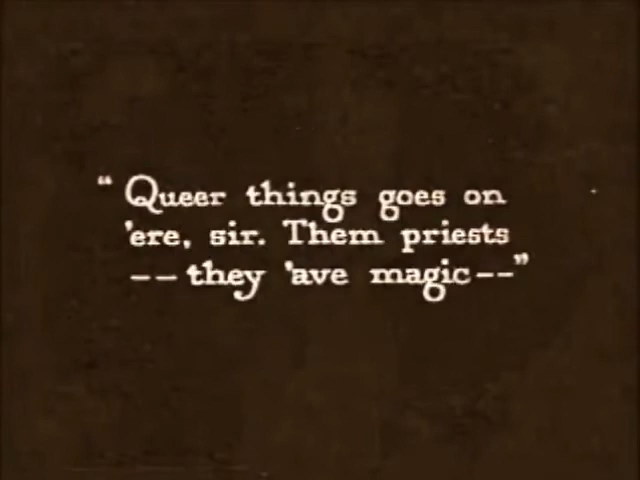 “Queer things goes on
'ere, sir. Them priests
-- they 'ave magic --”